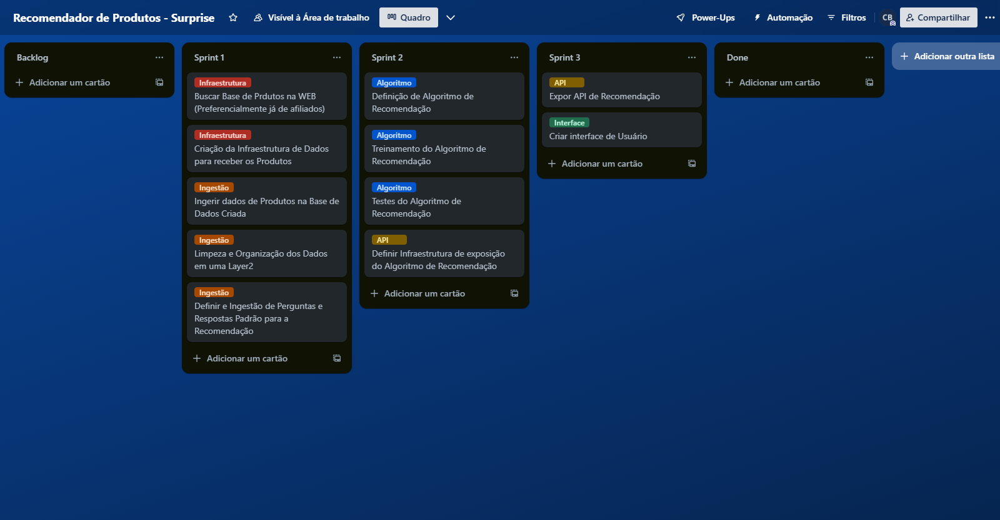 Recomendador de Produtos - Surprise
Visível à Área de trabalho
Quadro
Power-Ups
Automação
Filtros
CB
Compartilhar
Backlog
Adicionar um cartão
Sprint 1
Infraestrutura
Buscar Base de Prdutos na WEB
(Preferencialmente já de afiliados)
Infraestrutura
Criação da Infraestrutura de Dados
para receber os Produtos
Ingestão
Ingerir dados de Produtos na Base de
Dados Criada
Ingestão
Limpeza e Organização dos Dados
em uma Layer2
Ingestão
Definir e Ingestão de Perguntas e
Respostas Padrão para a
Recomendação
Adicionar um cartão
Sprint 2
Algoritmo
Definição de Algoritmo de
Recomendação
Algoritmo
Treinamento do Algoritmo de
Recomendação
Algoritmo
Testes do Algoritmo de
Recomendação
API
Definir Infraestrutura de exposição
do Algoritmo de Recomendação
Adicionar um cartão
Sprint 3
API
Expor API de Recomendação
Interface
Criar interface de Usuário
Adicionar um cartão
Done
Adicionar um cartão
Adicionar outra lista